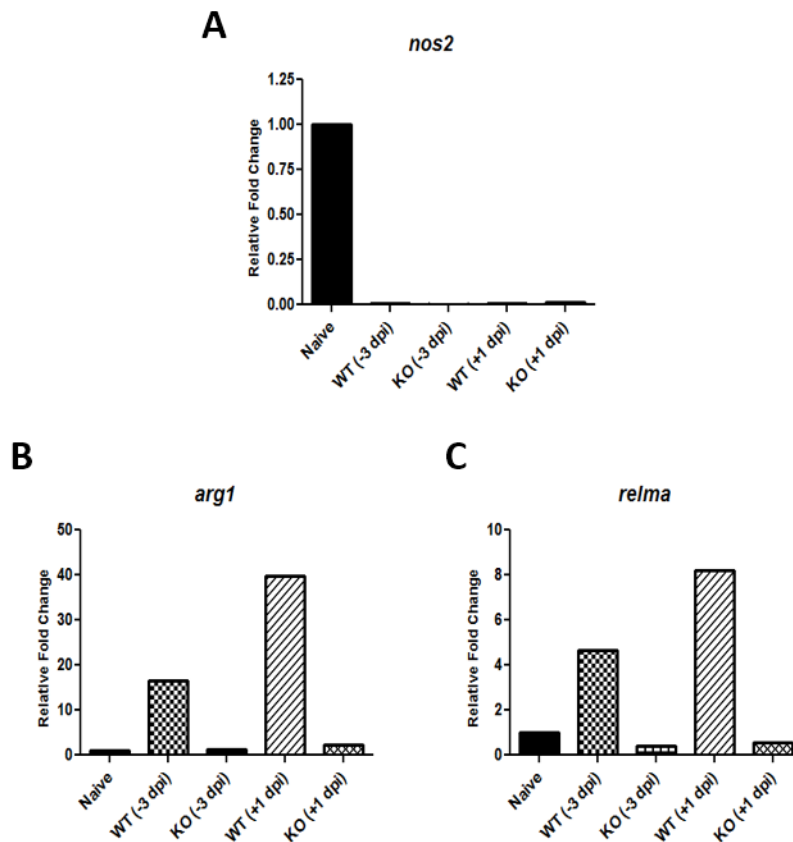 A
nos2
Relative Fold Change
1.25
1.00
0.75
0.50
0.25
0.00
Naive
WT (-3 dpi)
KO (-3 dpi)
WT (+1 dpi)
KO (+1 dpi)
B
arg1
Relative Fold Change
50
40
30
20
10
0
Naive
WT (-3 dpi)
KO (-3 dpi)
WT (+1 dpi)
KO (+1 dpi)
C
relma
Relative Fold Change
10
8
6
4
2
0
Naive
WT (-3 dpi)
KO (-3 dpi)
WT (+1 dpi)
KO (+1 dpi)